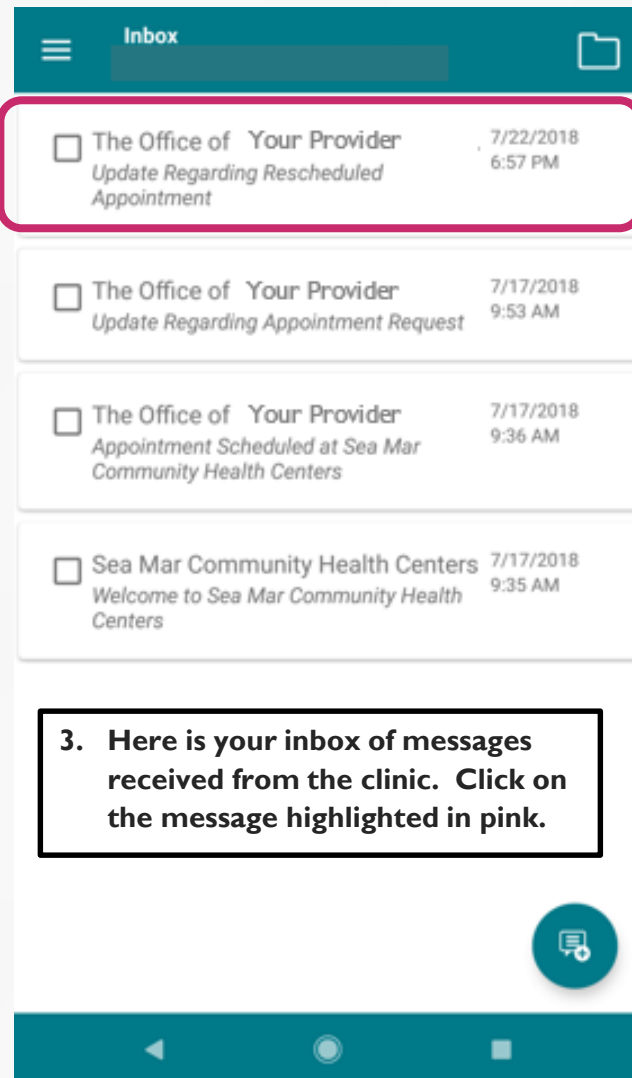 Inbox
The Office of Your Provider 7/22/2018
Update Regarding Rescheduled 6:57 PM
Appointment
The Office of Your Provider 7/17/2018
Update Regarding Appointment Request 9:53 AM
The Office of Your Provider 7/17/2018
Appointment Scheduled at Sea Mar 9:36 AM
Community Health Centers
Sea Mar Community Health Centers 7/17/2018
Welcome to Sea Mar Community Health 9:35 AM
Centers
3. Here is your inbox of messages
received from the clinic. Click on
the message highlighted in pink.